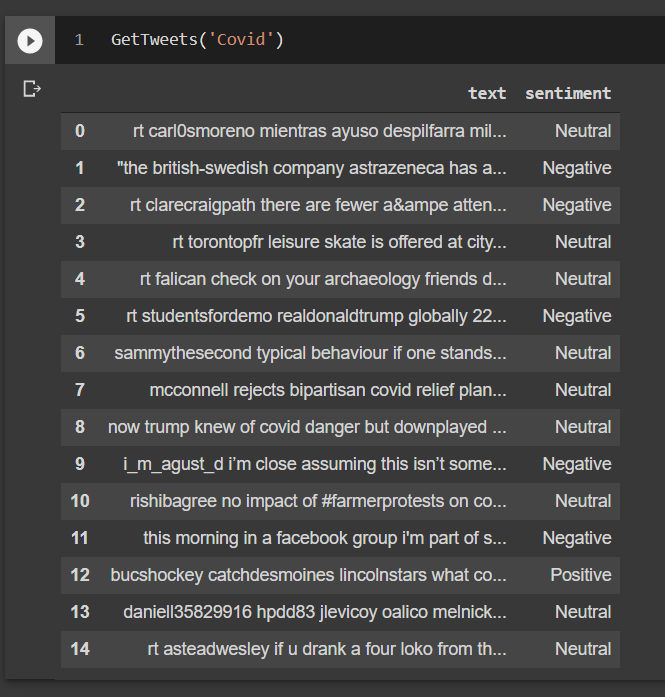 1 GetTweets('Covid')
text sentiment
0 rt carl0smoreno mientras ayuso despilfarra mil... Neutral
1 "the british-swedish company astrazeneca has a... Negative
2 rt clarecraigpath there are fewer a&ampe atten... Negative
3 rt torontopfr leisure skate is offered at city... Neutral
4 rt falican check on your archaeology friends d... Neutral
5 rt studentsfordemo realdonaldtrump globally 22... Negative
6 sammythesecond typical behaviour if one stands... Neutral
7 mcconnell rejects bipartisan covid relief plan... Neutral
8 now trump knew of covid danger but downplayed ... Neutral
9 i_m_agust_d i’m close assuming this isn’t some... Negative
10 rishibagree no impact of #farmerprotests on co... Neutral
11 this morning in a facebook group i'm part of s... Negative
12 bucshockey catchdesmoines lincolnstars what co... Positive
13 daniell35829916 hpdd83 jlevicoy oalico melnick... Neutral
14 rt asteadwesley if u drank a four loko from th... Neutral